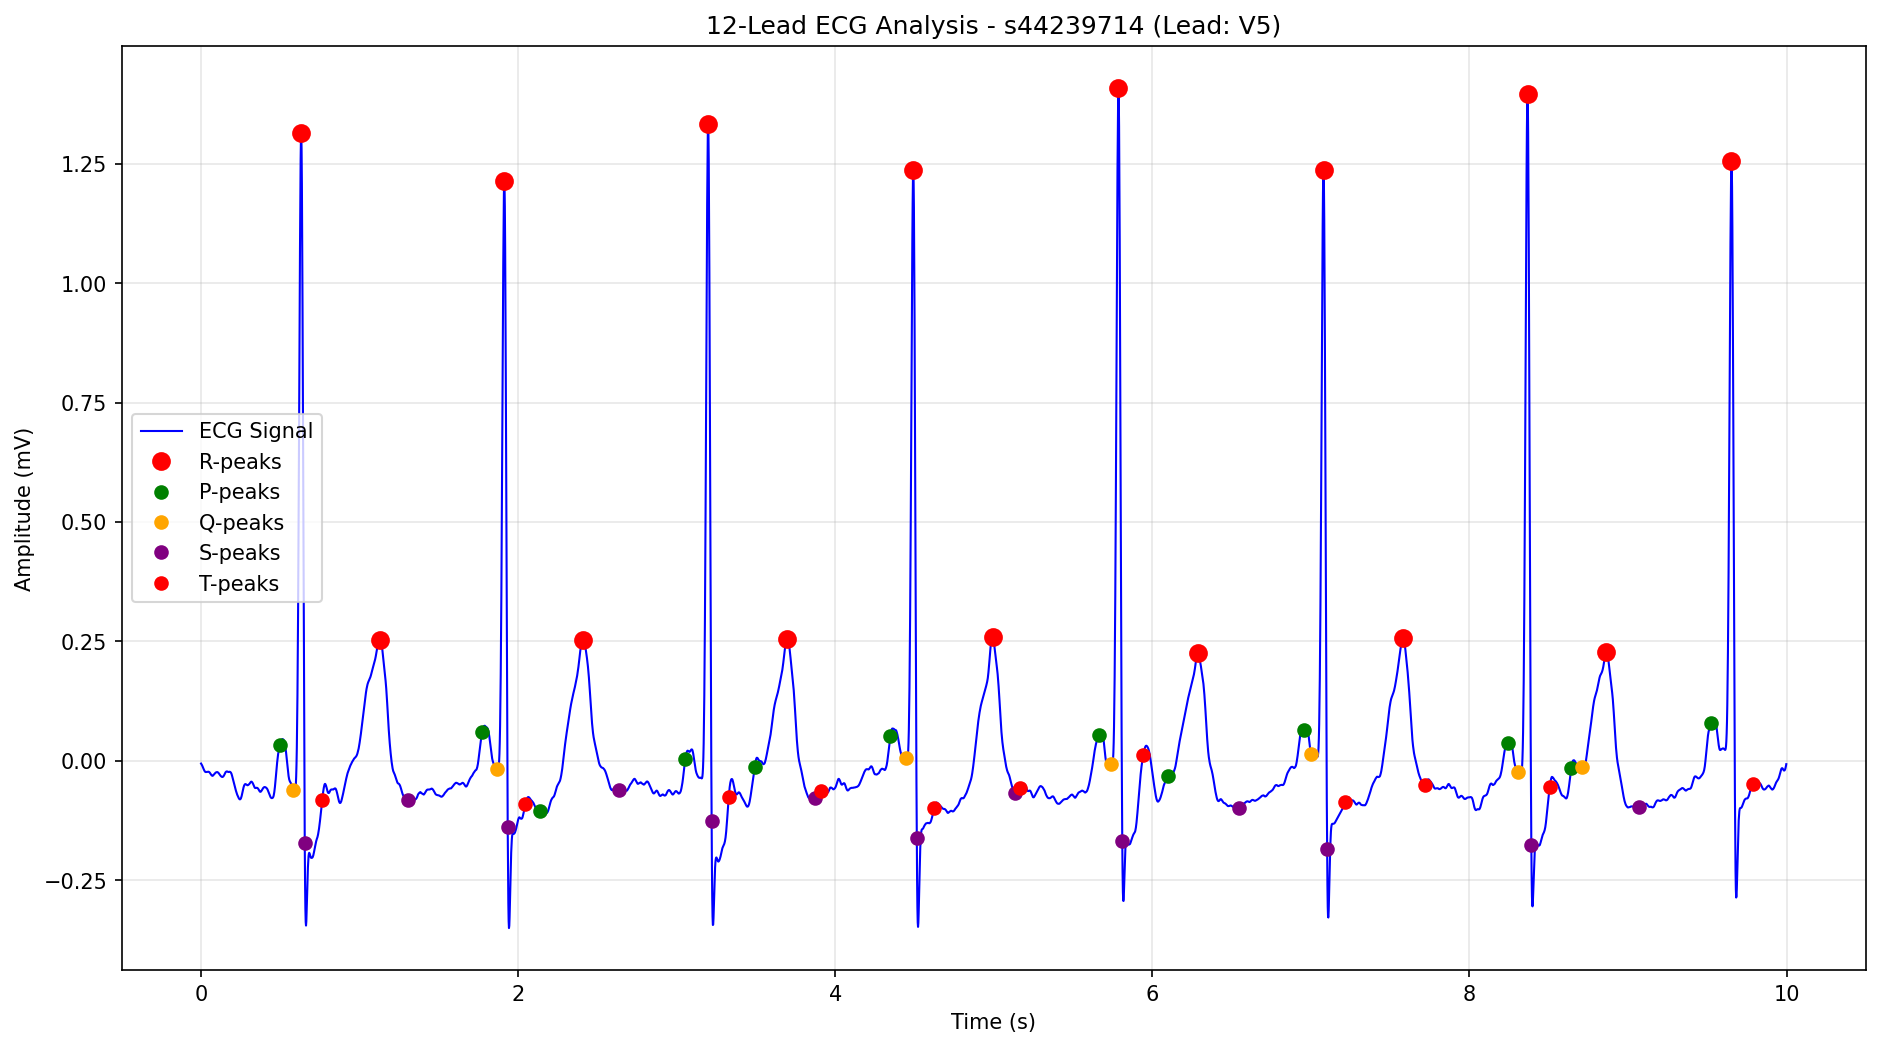 12-Lead ECG Analysis - s44239714 (Lead: V5)
Amplitude (mV)
1.25
1.00
0.75
0.50
0.25
0.00
−0.25
ECG Signal
R-peaks
P-peaks
Q-peaks
S-peaks
T-peaks
0
2
4
6
8
10
Time (s)